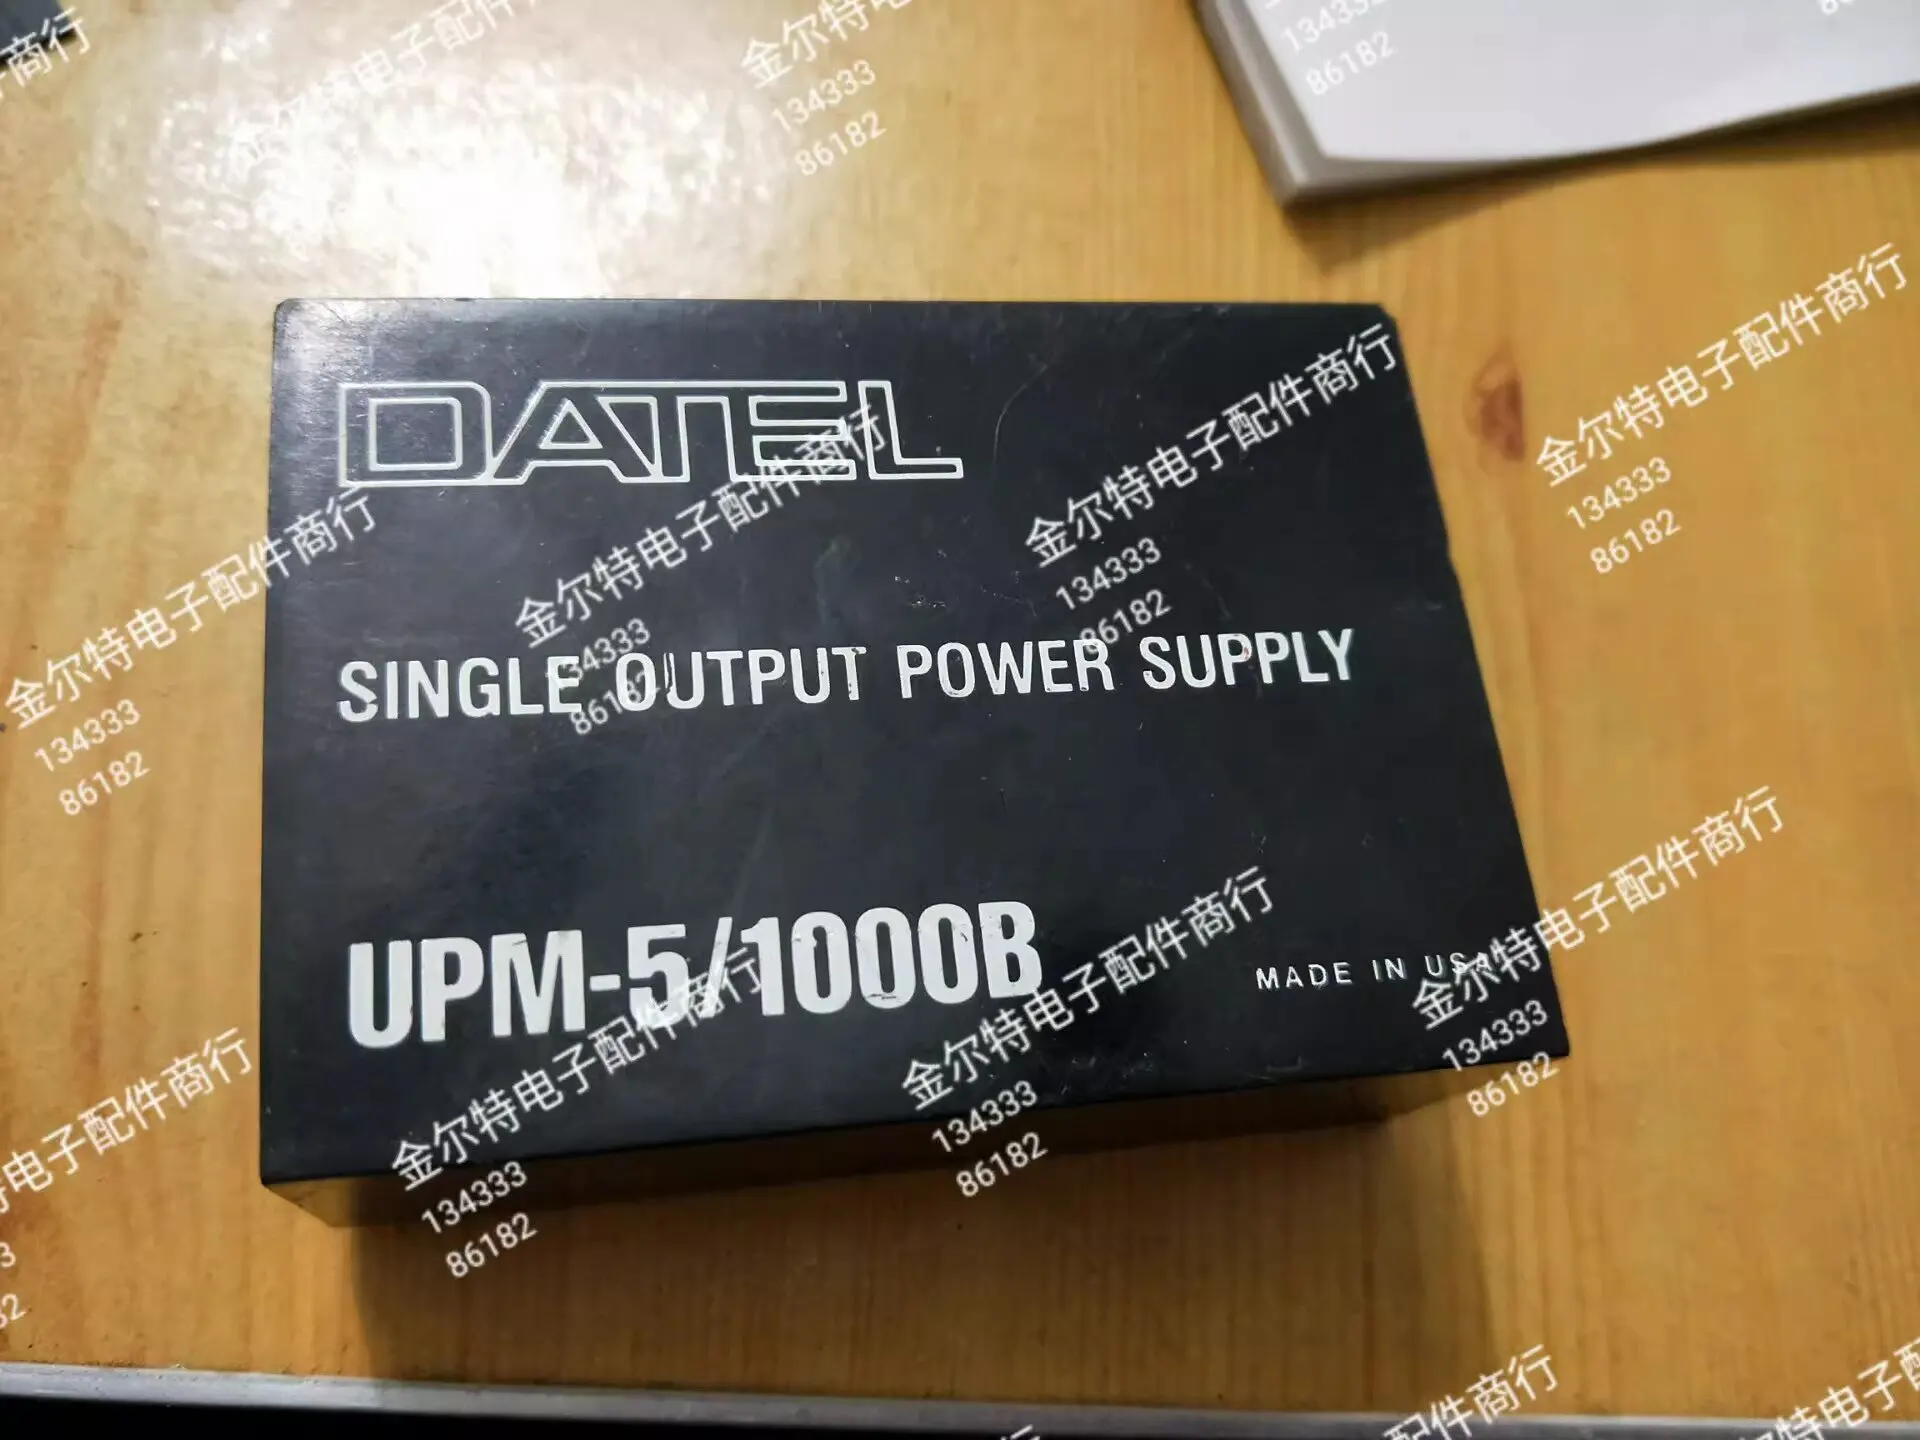 DATEL
SINGLE OUTPUT POWER SUPPLY
UPM-5/1000B
MADE IN USA
金尔特电子配件商行
134333
86182